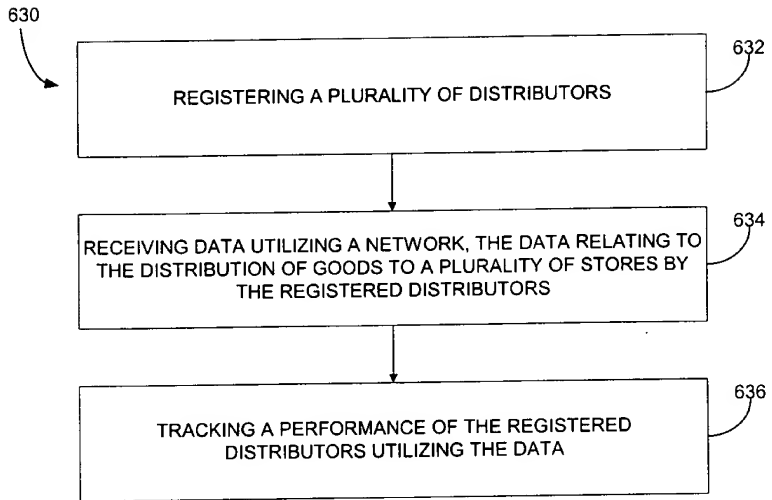 630
632
REGISTERING A PLURALITY OF DISTRIBUTORS
634
RECEIVING DATA UTILIZING A NETWORK, THE DATA RELATING TO
THE DISTRIBUTION OF GOODS TO A PLURALITY OF STORES BY
THE REGISTERED DISTRIBUTORS
636
TRACKING A PERFORMANCE OF THE REGISTERED
DISTRIBUTORS UTILIZING THE DATA